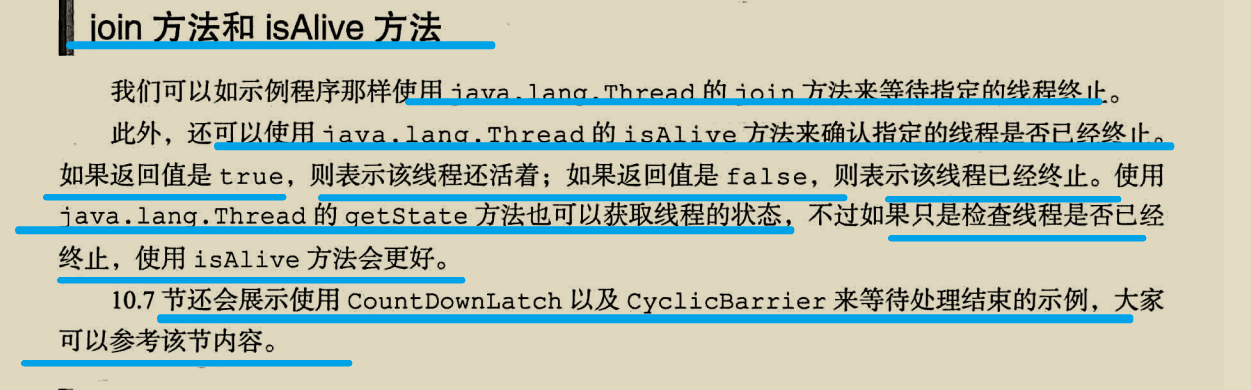 join 方法和 isAlive 方法
我们可以如示例程序那样使用 java.lang.Thread 的 join 方法来等待指定的线程终止。
此外，还可以使用 java.lang.Thread 的 isAlive 方法来确认指定的线程是否已经终止。
如果返回值是 true，则表示该线程还活着；如果返回值是 false，则表示该线程已经终止。使用
java.lang.Thread 的 getState 方法也可以获取线程的状态，不过如果只是检查线程是否已经
终止，使用 isAlive 方法会更好。
10.7 节还会展示使用 CountDownLatch 以及 CyclicBarrier 来等待处理结束的示例，大家
可以参考该节内容。